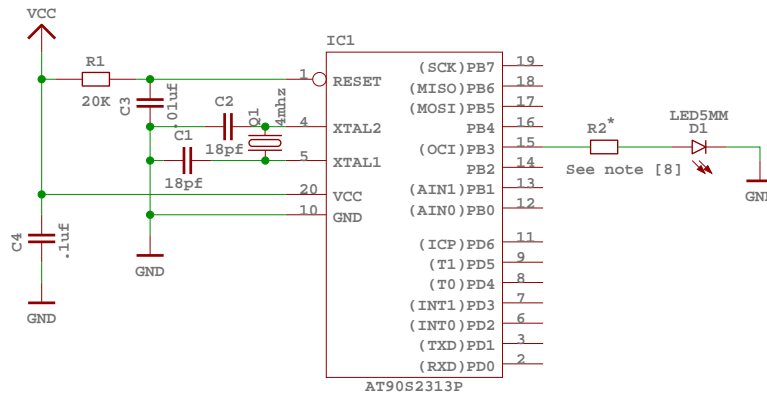 VCC
IC1
R1
20K
C3
.01uf
C2
18pf
C1
18pf
Q1
4mhz
1
RESET
4
XTAL2
5
XTAL1
20
VCC
10
GND
(SCK)PB7
19
(MISO)PB6
18
(MOSI)PB5
17
PB4
16
(OCI)PB3
15
PB2
14
(AIN1)PB1
13
(AIN0)PB0
12
(ICP)PD6
11
(T1)PD5
9
(T0)PD4
8
(INT1)PD3
7
(INT0)PD2
6
(TXD)PD1
3
(RXD)PD0
2
AT90S2313P
R2*
See note [8]
LED5MM
D1
GND
C4
.1uf
GND
GND